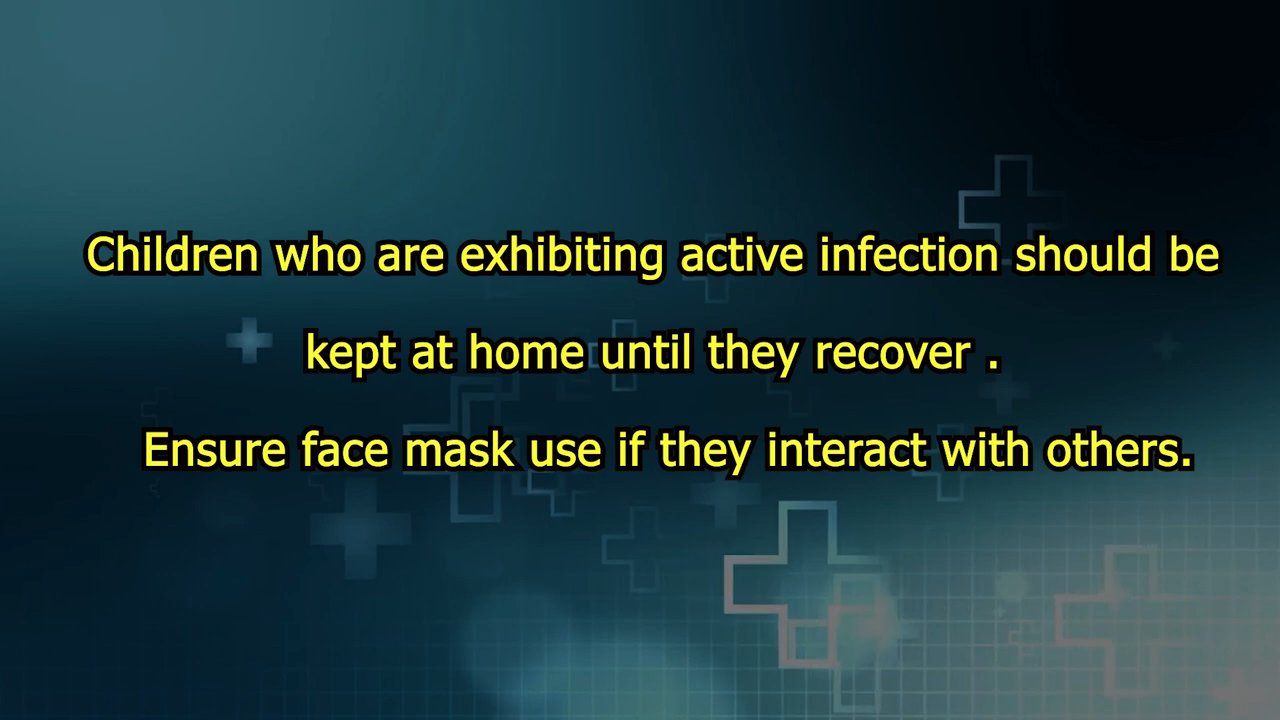 Children who are exhibiting active infection should be
kept at home until they recover .
Ensure face mask use if they interact with others.